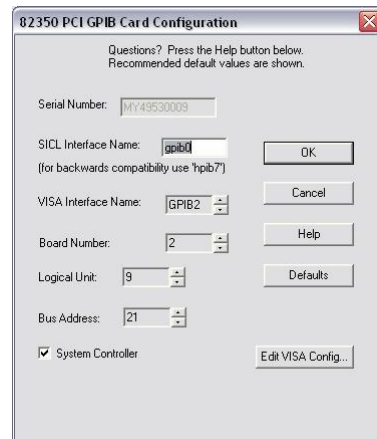 82350 PCI GPIB Card Configuration
Questions? Press the Help button below.
Recommended default values are shown.
Serial Number: MY49530009
SICL Interface Name: gpib0
(for backwards compatibility use 'hpib7')
OK
VISA Interface Name: GPIB2
Cancel
Board Number: 2
Help
Logical Unit: 9
Defaults
Bus Address: 21
System Controller
Edit VISA Config...